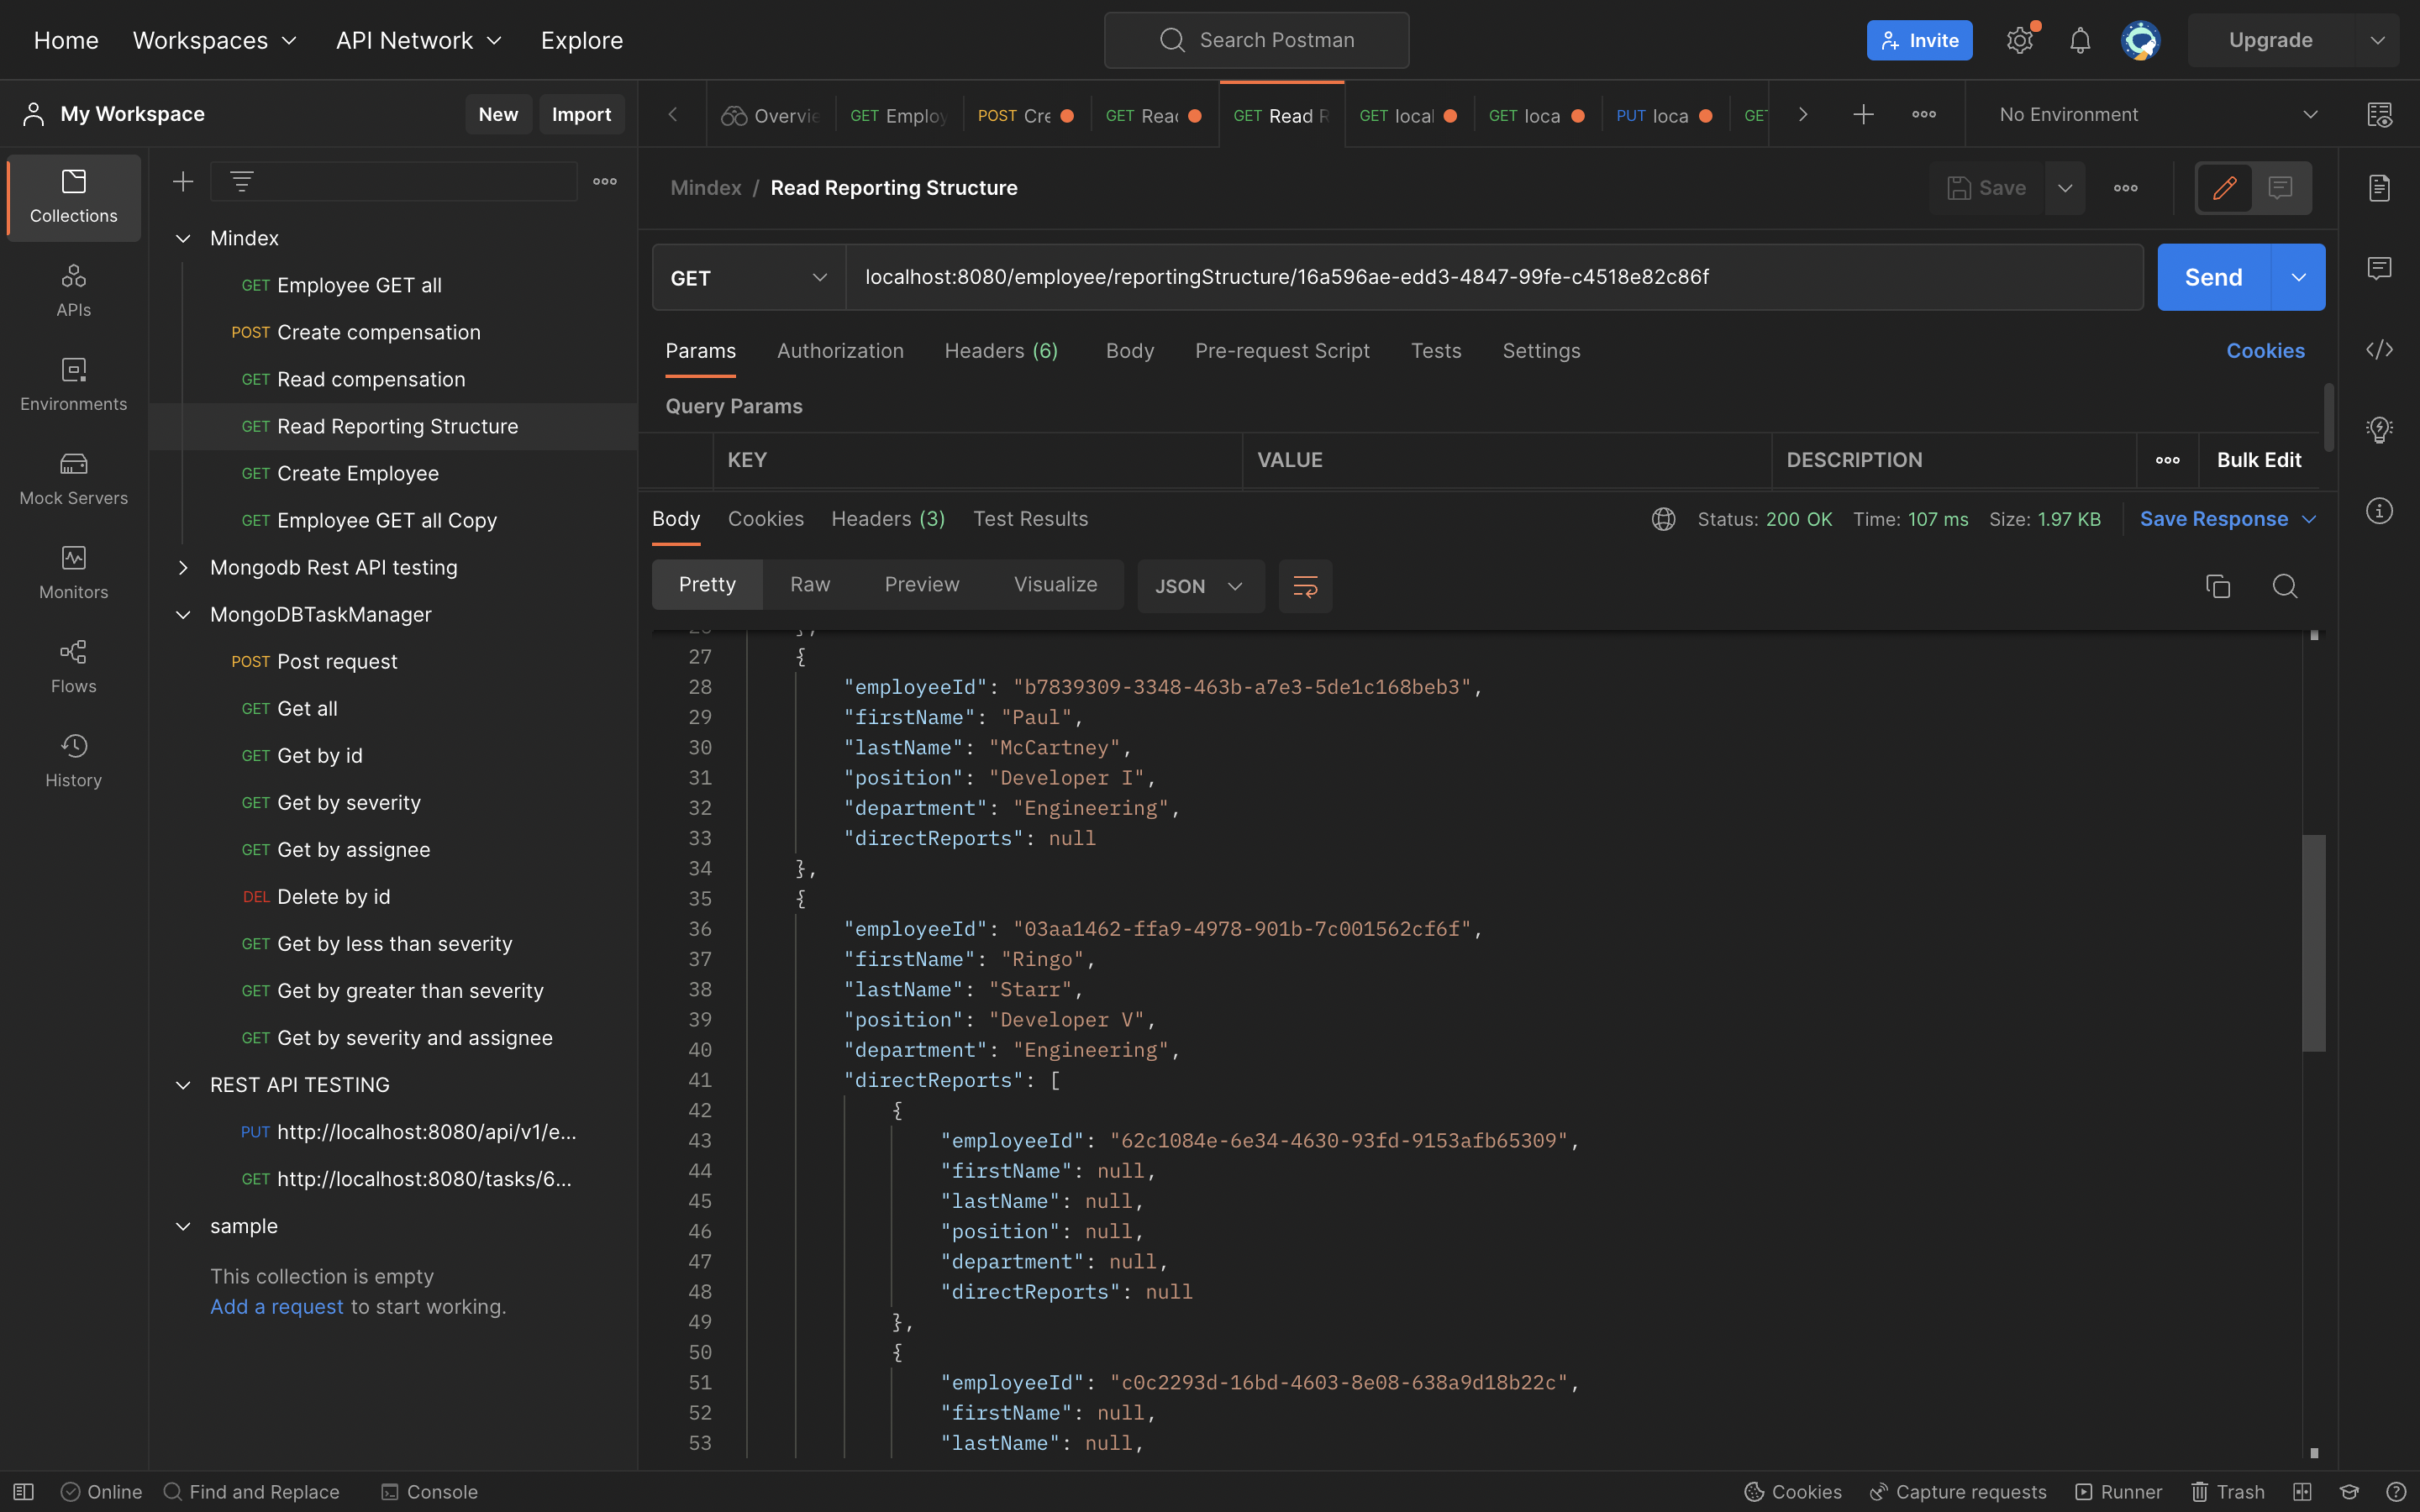 Home Workspaces API Network Explore Search Postman Invite Upgrade
My Workspace New Import
Overvie GET Employ POST Cre GET Read GET Read R GET local GET loca PUT loca GET No Environment
Collections
APIs
Environments
Mock Servers
Monitors
Flows
History
Mindex
GET Employee GET all
POST Create compensation
GET Read compensation
GET Read Reporting Structure
GET Create Employee
GET Employee GET all Copy
Mongodb Rest API testing
MongoDBTaskManager
POST Post request
GET Get all
GET Get by id
GET Get by severity
GET Get by assignee
DEL Delete by id
GET Get by less than severity
GET Get by greater than severity
GET Get by severity and assignee
REST API TESTING
PUT http://localhost:8080/api/v1/e...
GET http://localhost:8080/tasks/6...
sample
This collection is empty
Add a request to start working.
Mindex / Read Reporting Structure Save
GET localhost:8080/employee/reportingStructure/16a596ae-edd3-4847-99fe-c4518e82c86f Send
Params Authorization Headers (6) Body Pre-request Script Tests Settings Cookies
Query Params
KEY VALUE DESCRIPTION Bulk Edit
Body Cookies Headers (3) Test Results Status: 200 OK Time: 107 ms Size: 1.97 KB Save Response
Pretty Raw Preview Visualize JSON
26 },
27 {
28 "employeeId": "b7839309-3348-463b-a7e3-5de1c168beb3",
29 "firstName": "Paul",
30 "lastName": "McCartney",
31 "position": "Developer I",
32 "department": "Engineering",
33 "directReports": null
34 },
35 {
36 "employeeId": "03aa1462-ffa9-4978-901b-7c001562cf6f",
37 "firstName": "Ringo",
38 "lastName": "Starr",
39 "position": "Developer V",
40 "department": "Engineering",
41 "directReports": [
42 {
43 "employeeId": "62c1084e-6e34-4630-93fd-9153afb65309",
44 "firstName": null,
45 "lastName": null,
46 "position": null,
47 "department": null,
48 "directReports": null
49 },
50 {
51 "employeeId": "c0c2293d-16bd-4603-8e08-638a9d18b22c",
52 "firstName": null,
53 "lastName": null,
Online Find and Replace Console Cookies Capture requests Runner Trash